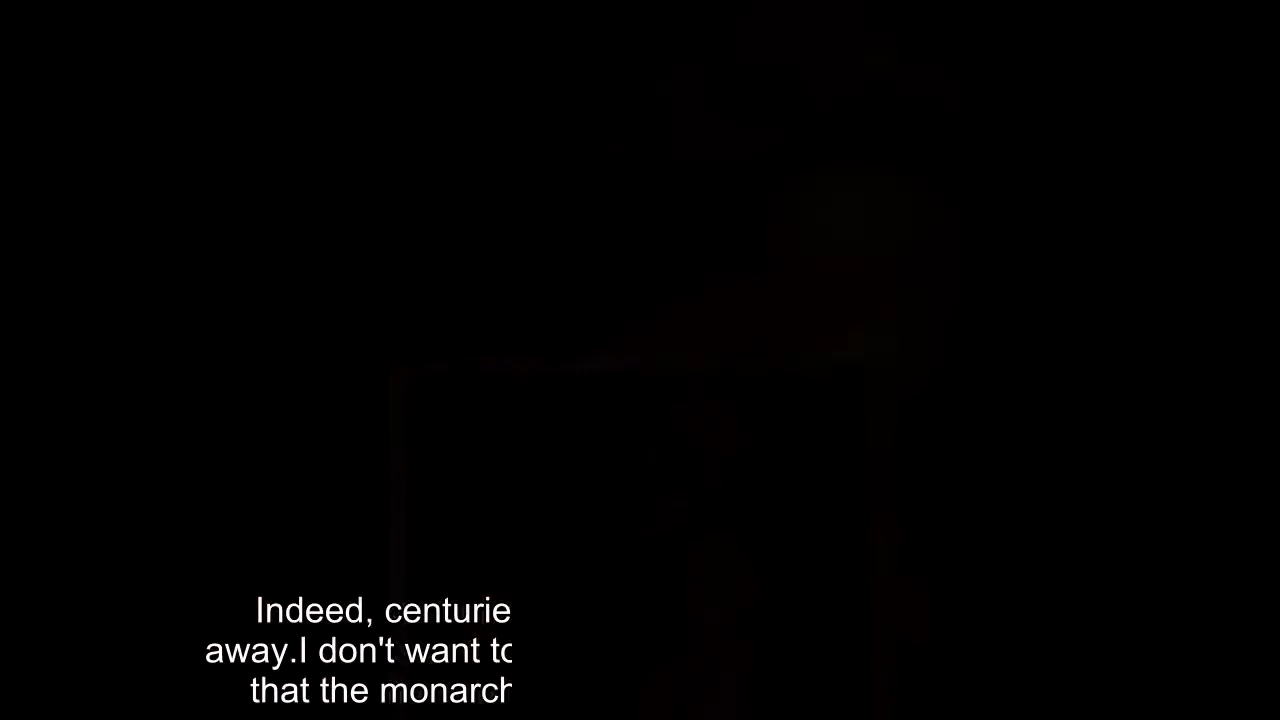 Indeed, centurie
away.I don't want to
that the monarch